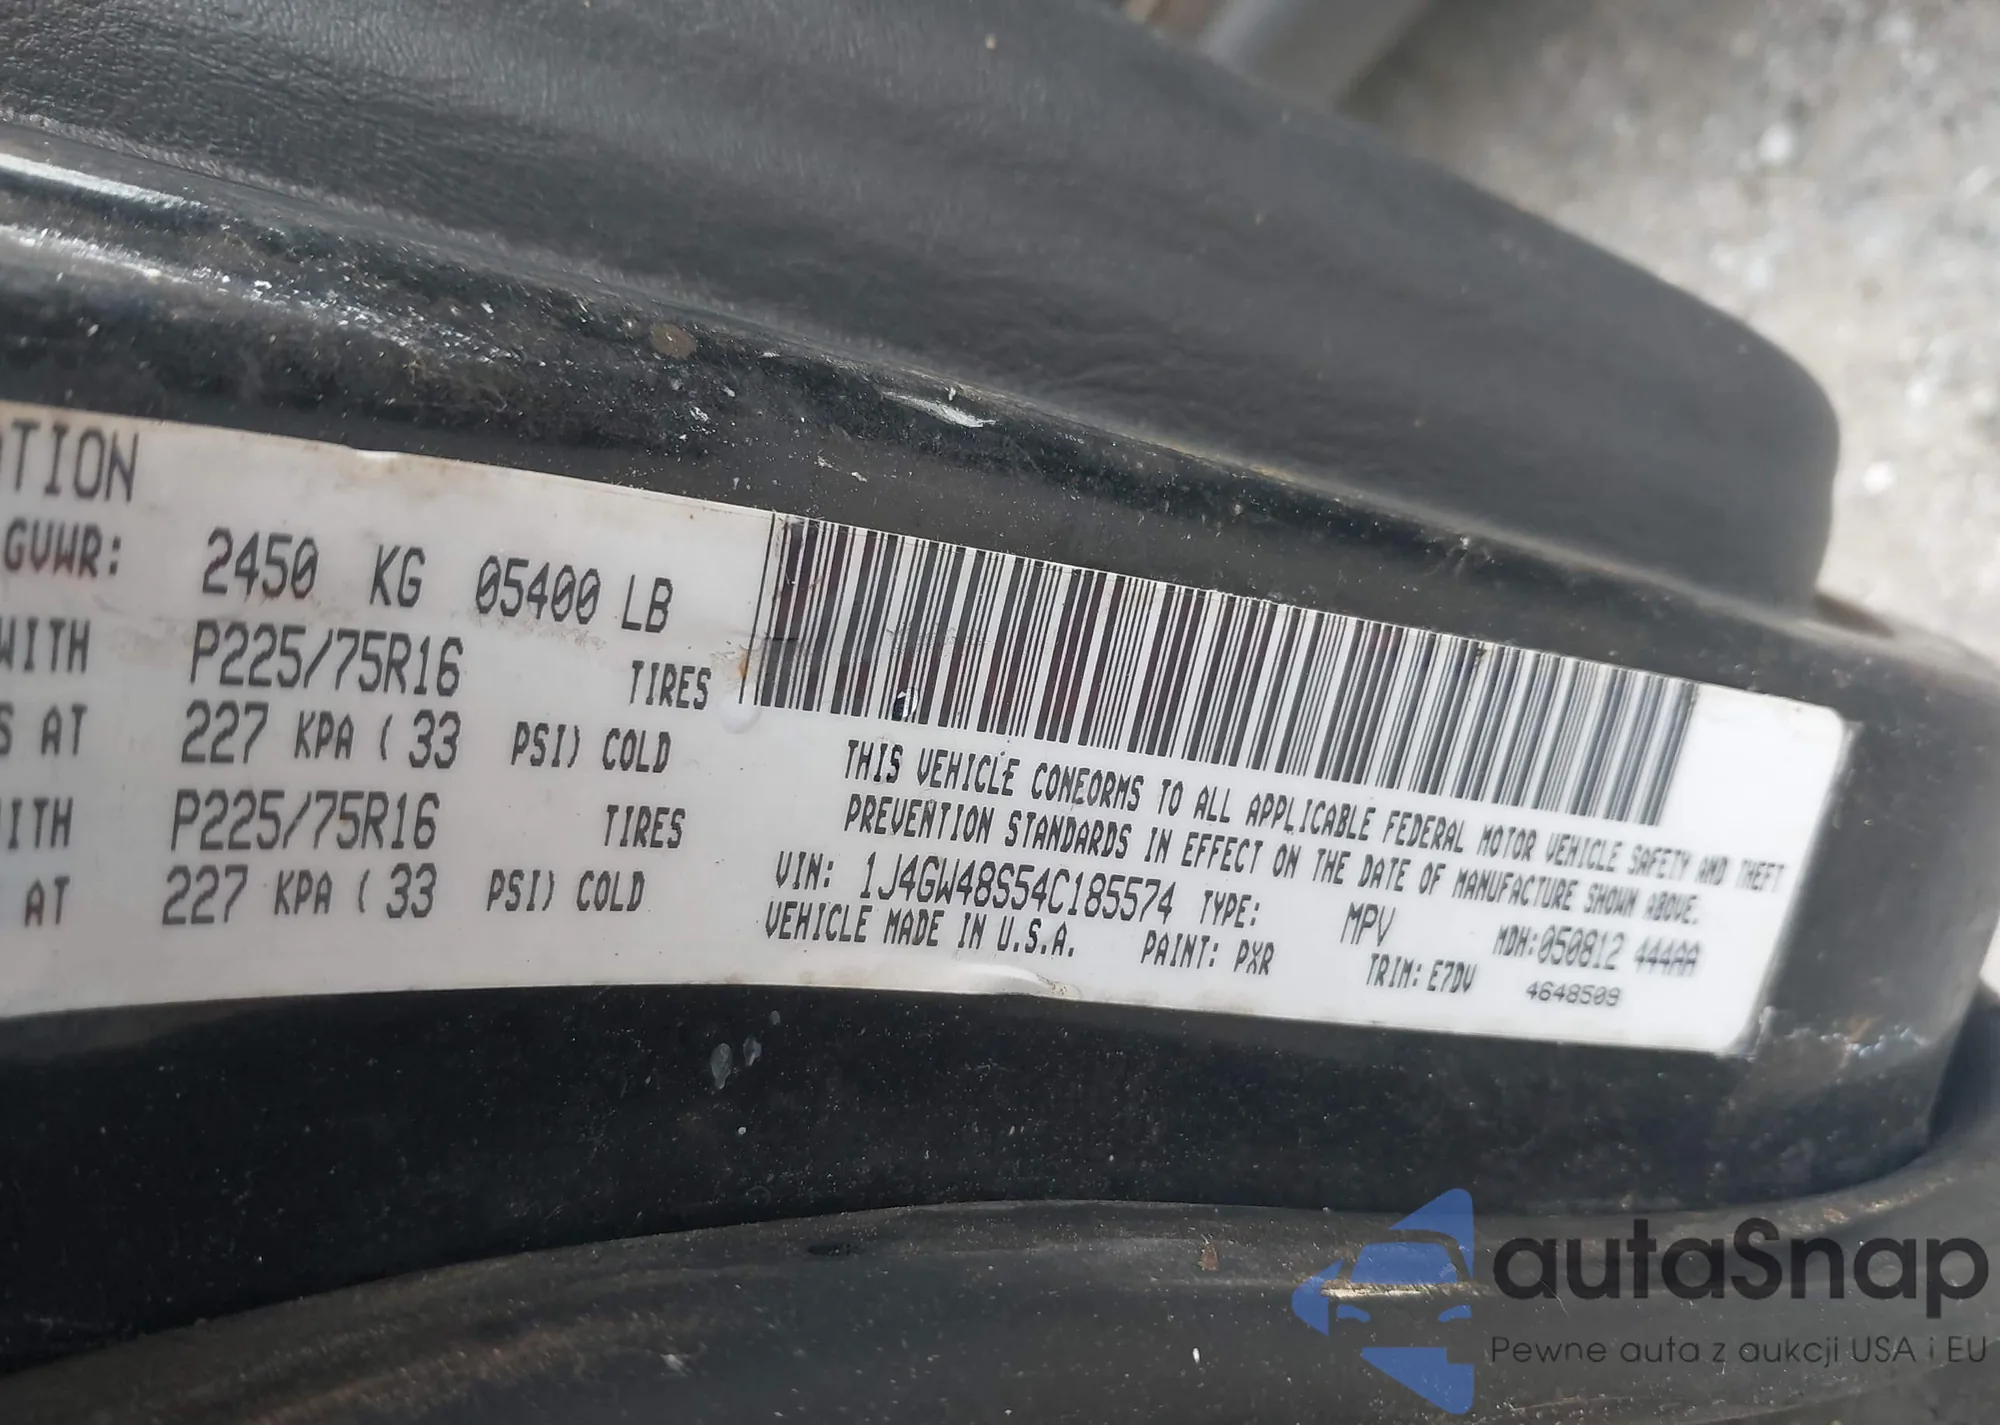 TION
GVWR: 2450 KG 05400 LB
WITH P225/75R16 TIRES
S AT 227 KPA ( 33 PSI) COLD
ITH P225/75R16 TIRES
AT 227 KPA ( 33 PSI) COLD
THIS VEHICLE CONFORMS TO ALL APPLICABLE FEDERAL MOTOR VEHICLE SAFETY AND THEFT
PREVENTION STANDARDS IN EFFECT ON THE DATE OF MANUFACTURE SHOWN ABOVE.
VIN: 1J4GW48S54C185574 TYPE: MPV MDH:050812 444AA
VEHICLE MADE IN U.S.A. PAINT: PXR TRIM: E7DV 4648509
autaSnap
Pewne auta z aukcji USA i EU